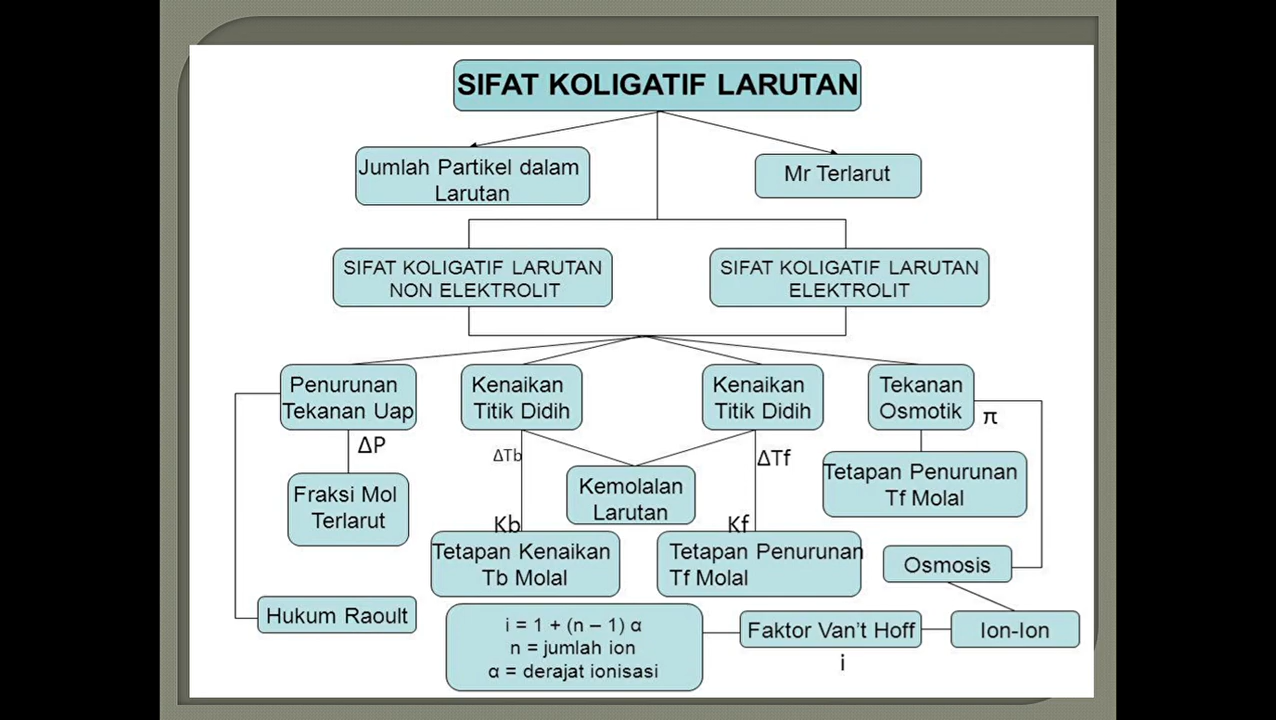 SIFAT KOLIGATIF LARUTAN
Jumlah Partikel dalam
Larutan
Mr Terlarut
SIFAT KOLIGATIF LARUTAN
NON ELEKTROLIT
SIFAT KOLIGATIF LARUTAN
ELEKTROLIT
Penurunan
Tekanan Uap
Kenaikan
Titik Didih
Kenaikan
Titik Didih
Tekanan
Osmotik
π
ΔP
ΔTb
ΔTf
Fraksi Mol
Terlarut
Kemolalan
Larutan
Tetapan Penurunan
Tf Molal
Kb
Tetapan Kenaikan
Tb Molal
Kf
Tetapan Penurunan
Tf Molal
Osmosis
Hukum Raoult
i = 1 + (n – 1) α
n = jumlah ion
α = derajat ionisasi
Faktor Van’t Hoff
i
Ion-Ion